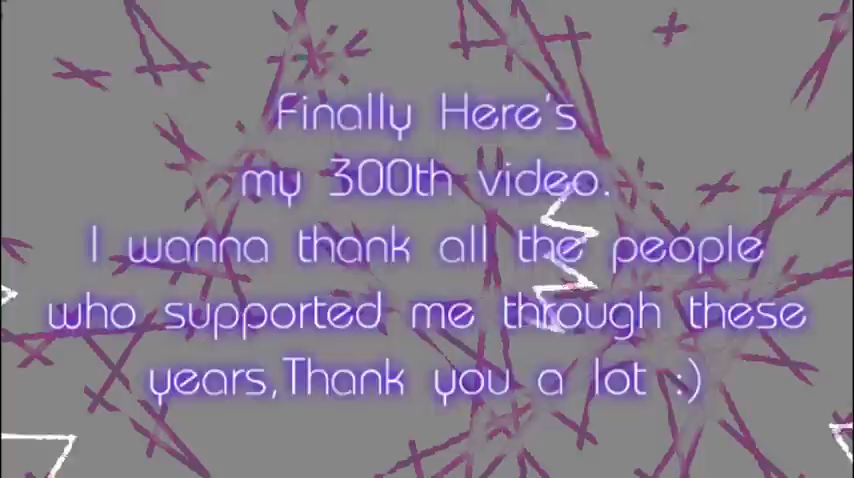 Finally Here's
my 300th video.
I wanna thank all the people
who supported me through these
years,Thank you a lot :)